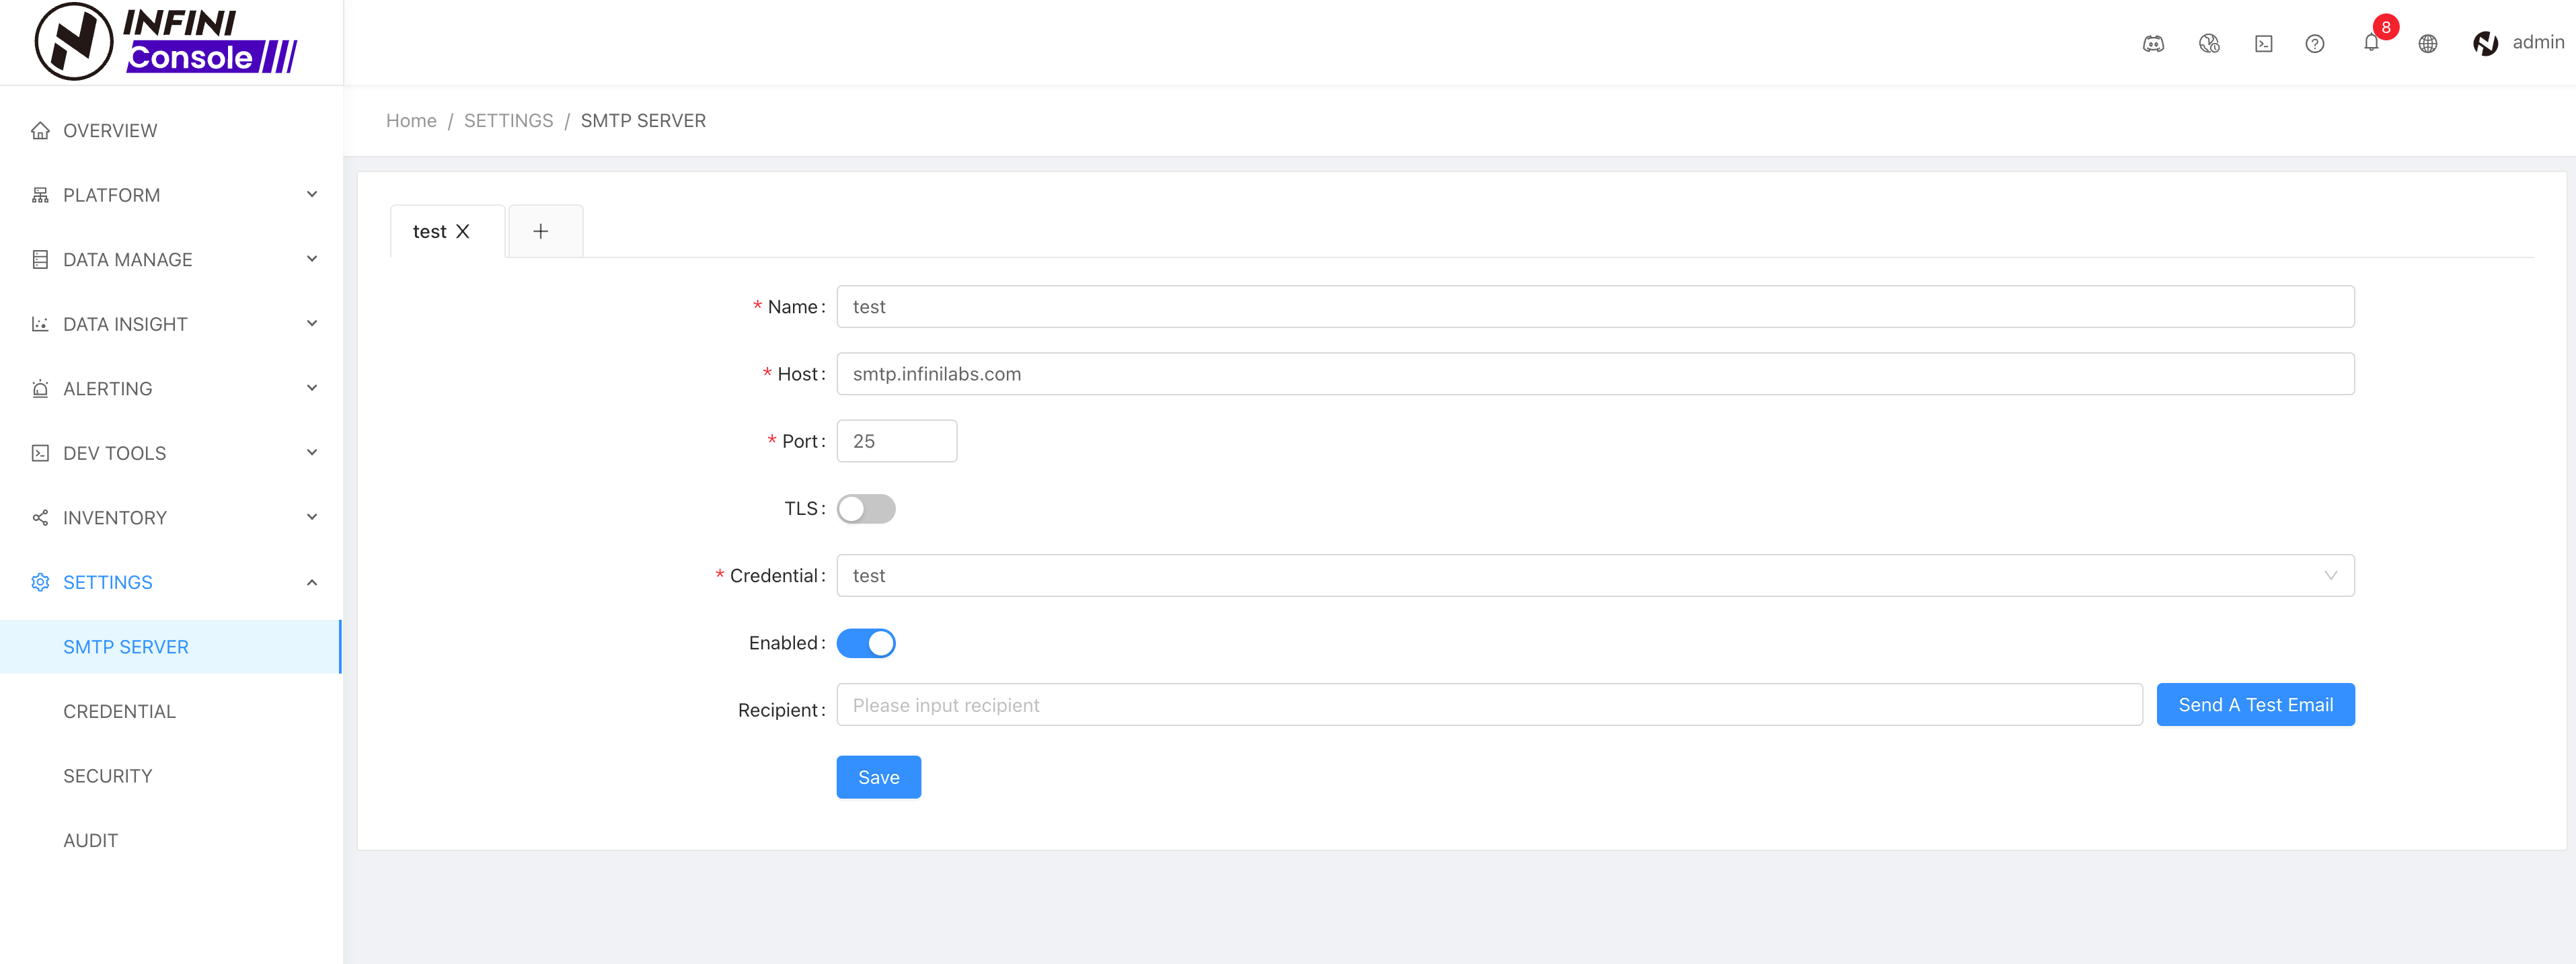 INFINI
Console
8
admin
OVERVIEW
PLATFORM
DATA MANAGE
DATA INSIGHT
ALERTING
DEV TOOLS
INVENTORY
SETTINGS
SMTP SERVER
CREDENTIAL
SECURITY
AUDIT
Home / SETTINGS / SMTP SERVER
test X +
* Name: test
* Host: smtp.infinilabs.com
* Port: 25
TLS:
* Credential: test
Enabled:
Recipient: Please input recipient Send A Test Email
Save